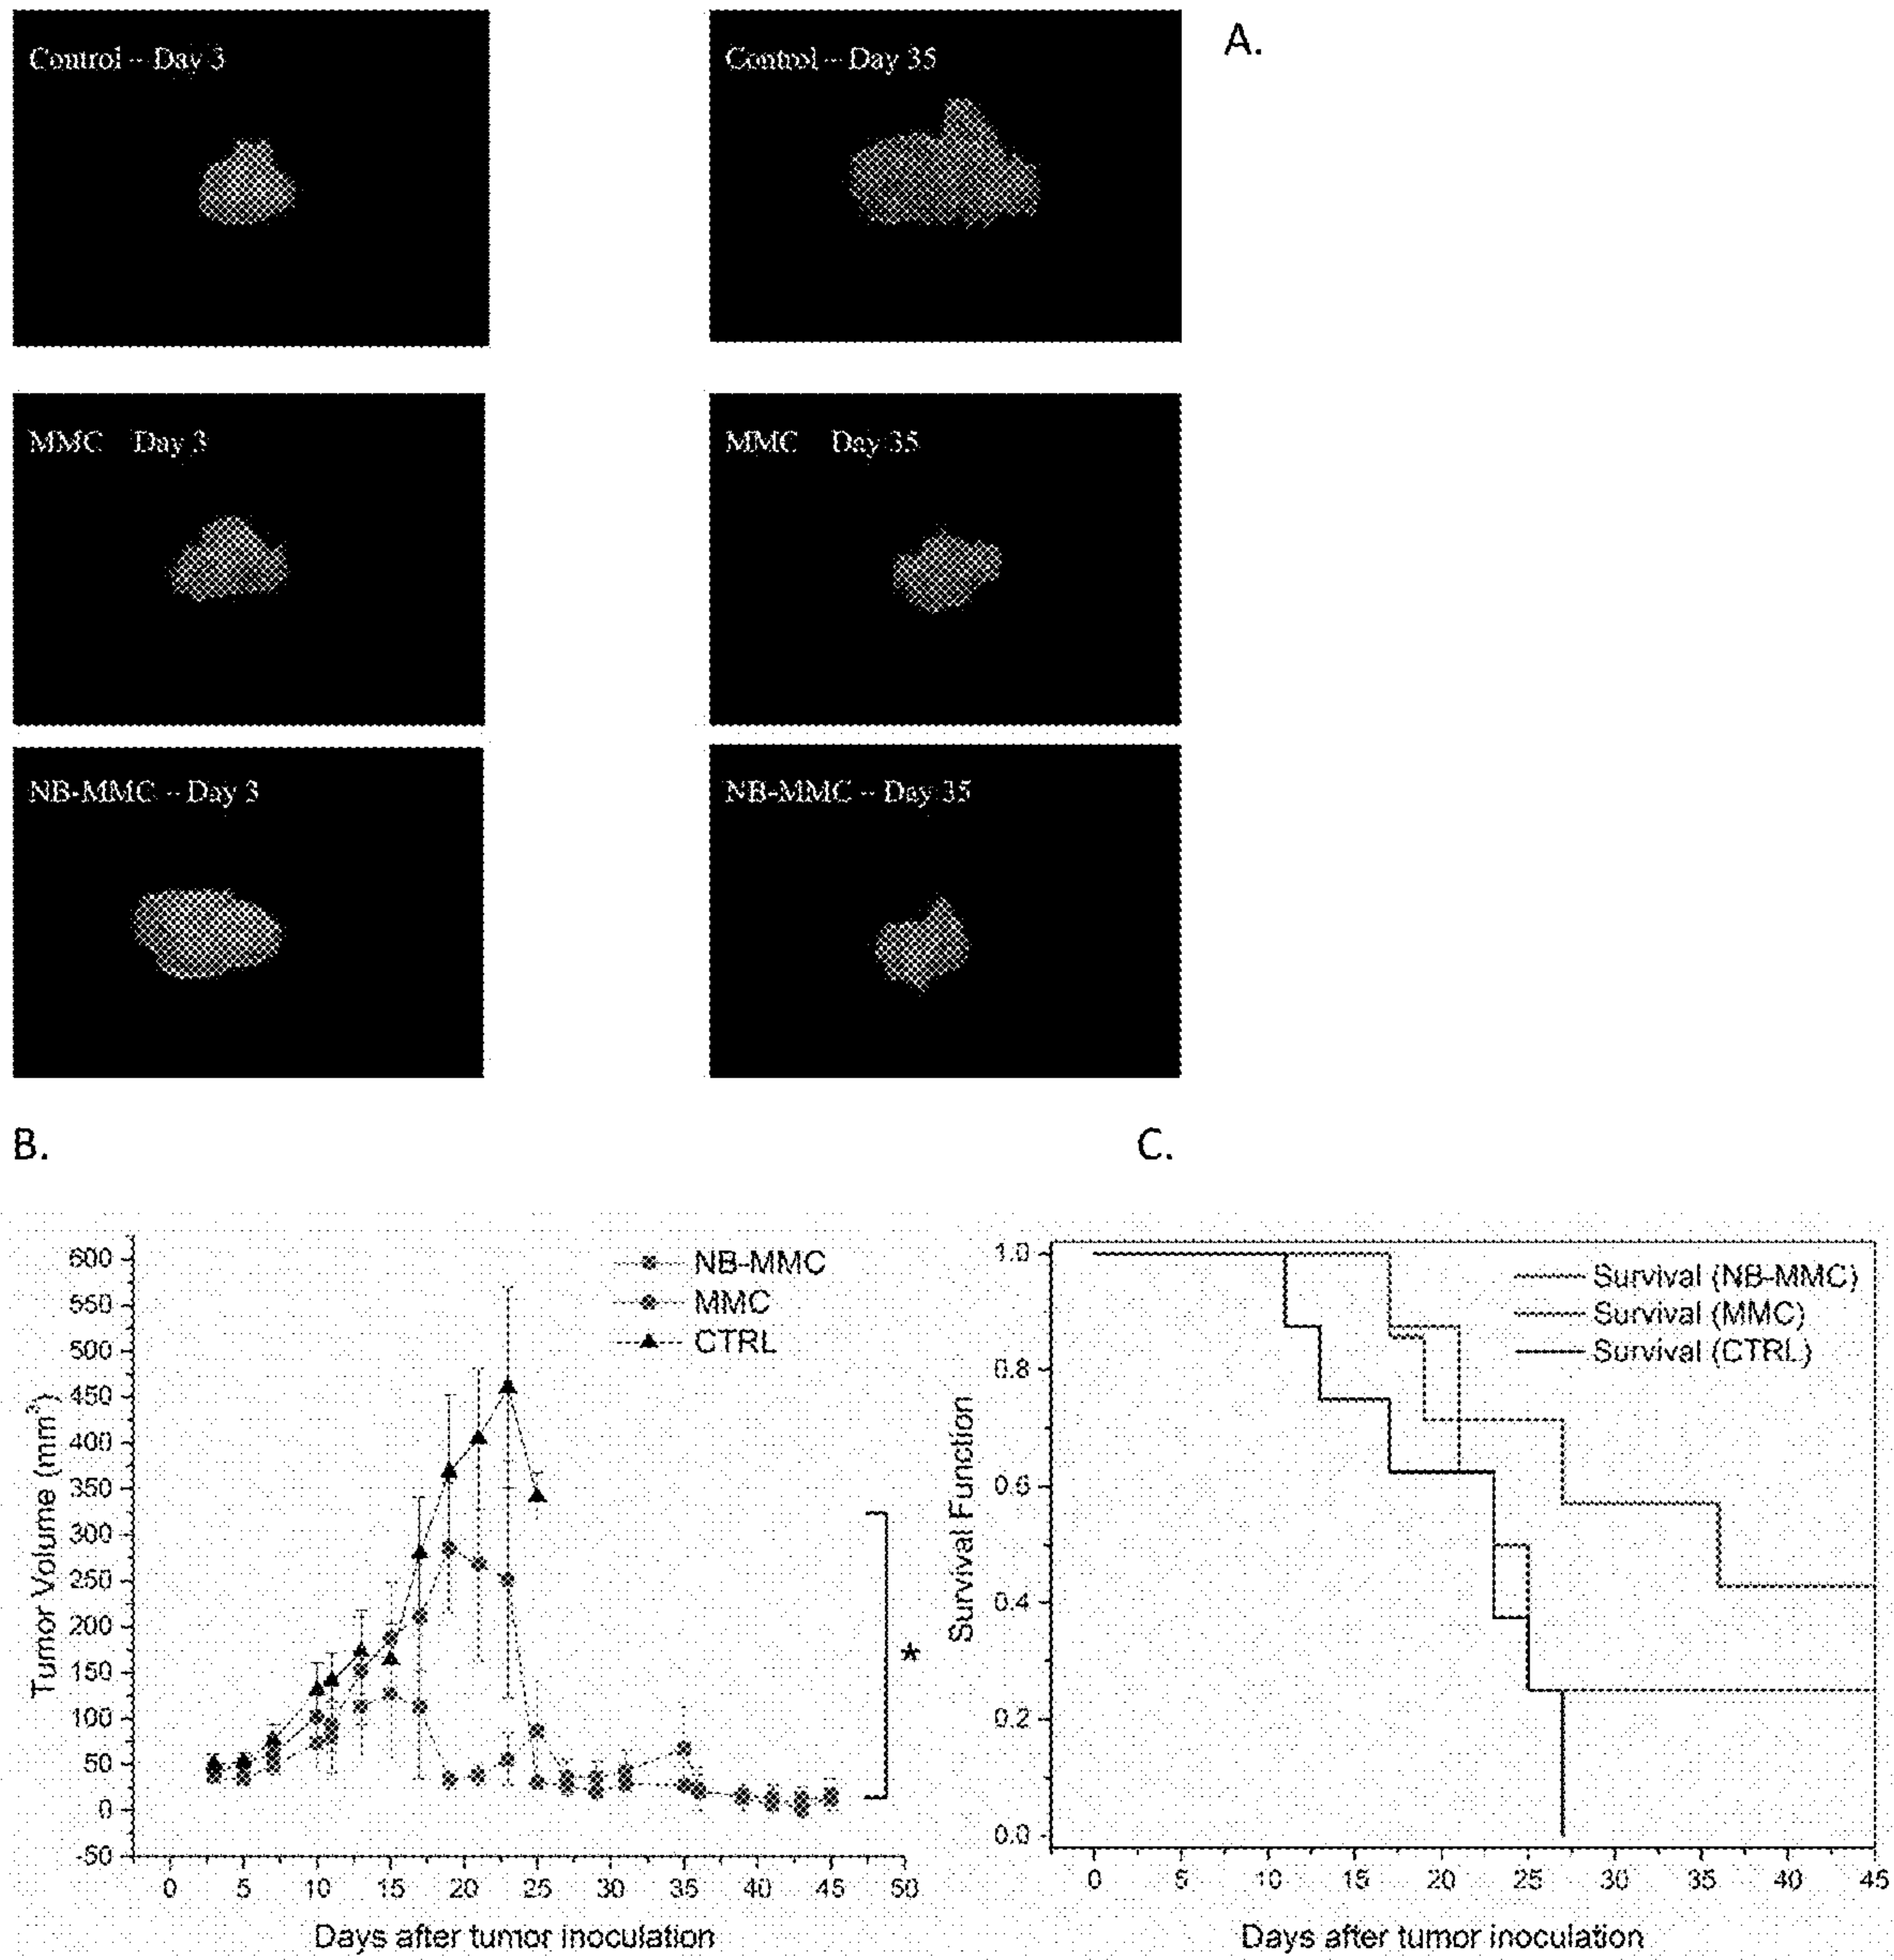 Control -- Day 3
Control -- Day 35
A.
MMC Day 3
MMC Day 35
NB-MMC -- Day 3
NB-MMC -- Day 35
B.
C.
600
550
500
450
400
350
300
250
200
150
100
50
0
-50
Tumor Volume (mm³)
NB-MMC
MMC
CTRL
*
0 5 10 15 20 25 30 35 40 45 50
Days after tumor inoculation
1.0
0.8
0.6
0.4
0.2
0.0
Survival Function
Survival (NB-MMC)
Survival (MMC)
Survival (CTRL)
0 5 10 15 20 25 30 35 40 45
Days after tumor inoculation